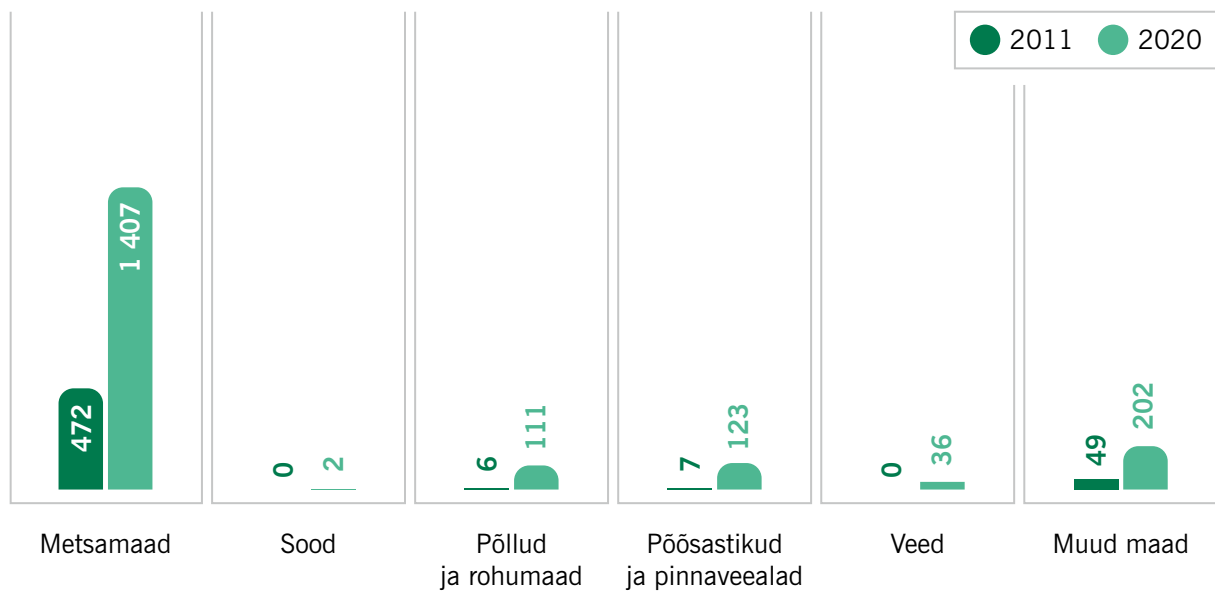 2011 2020
472
1 407
0
2
6
111
7
123
0
36
49
202
Metsamaad
Sood
Põllud
ja rohumaad
Põõsastikud
ja pinnaveealad
Veed
Muud maad